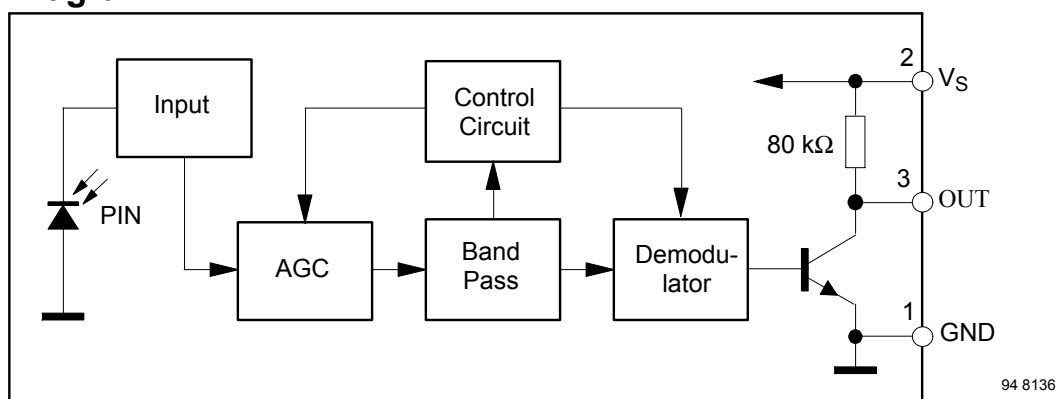 Input
PIN
AGC
Control
Circuit
Band
Pass
Demodu-
lator
80 kΩ
2
VS
3
OUT
1
GND
94 8136